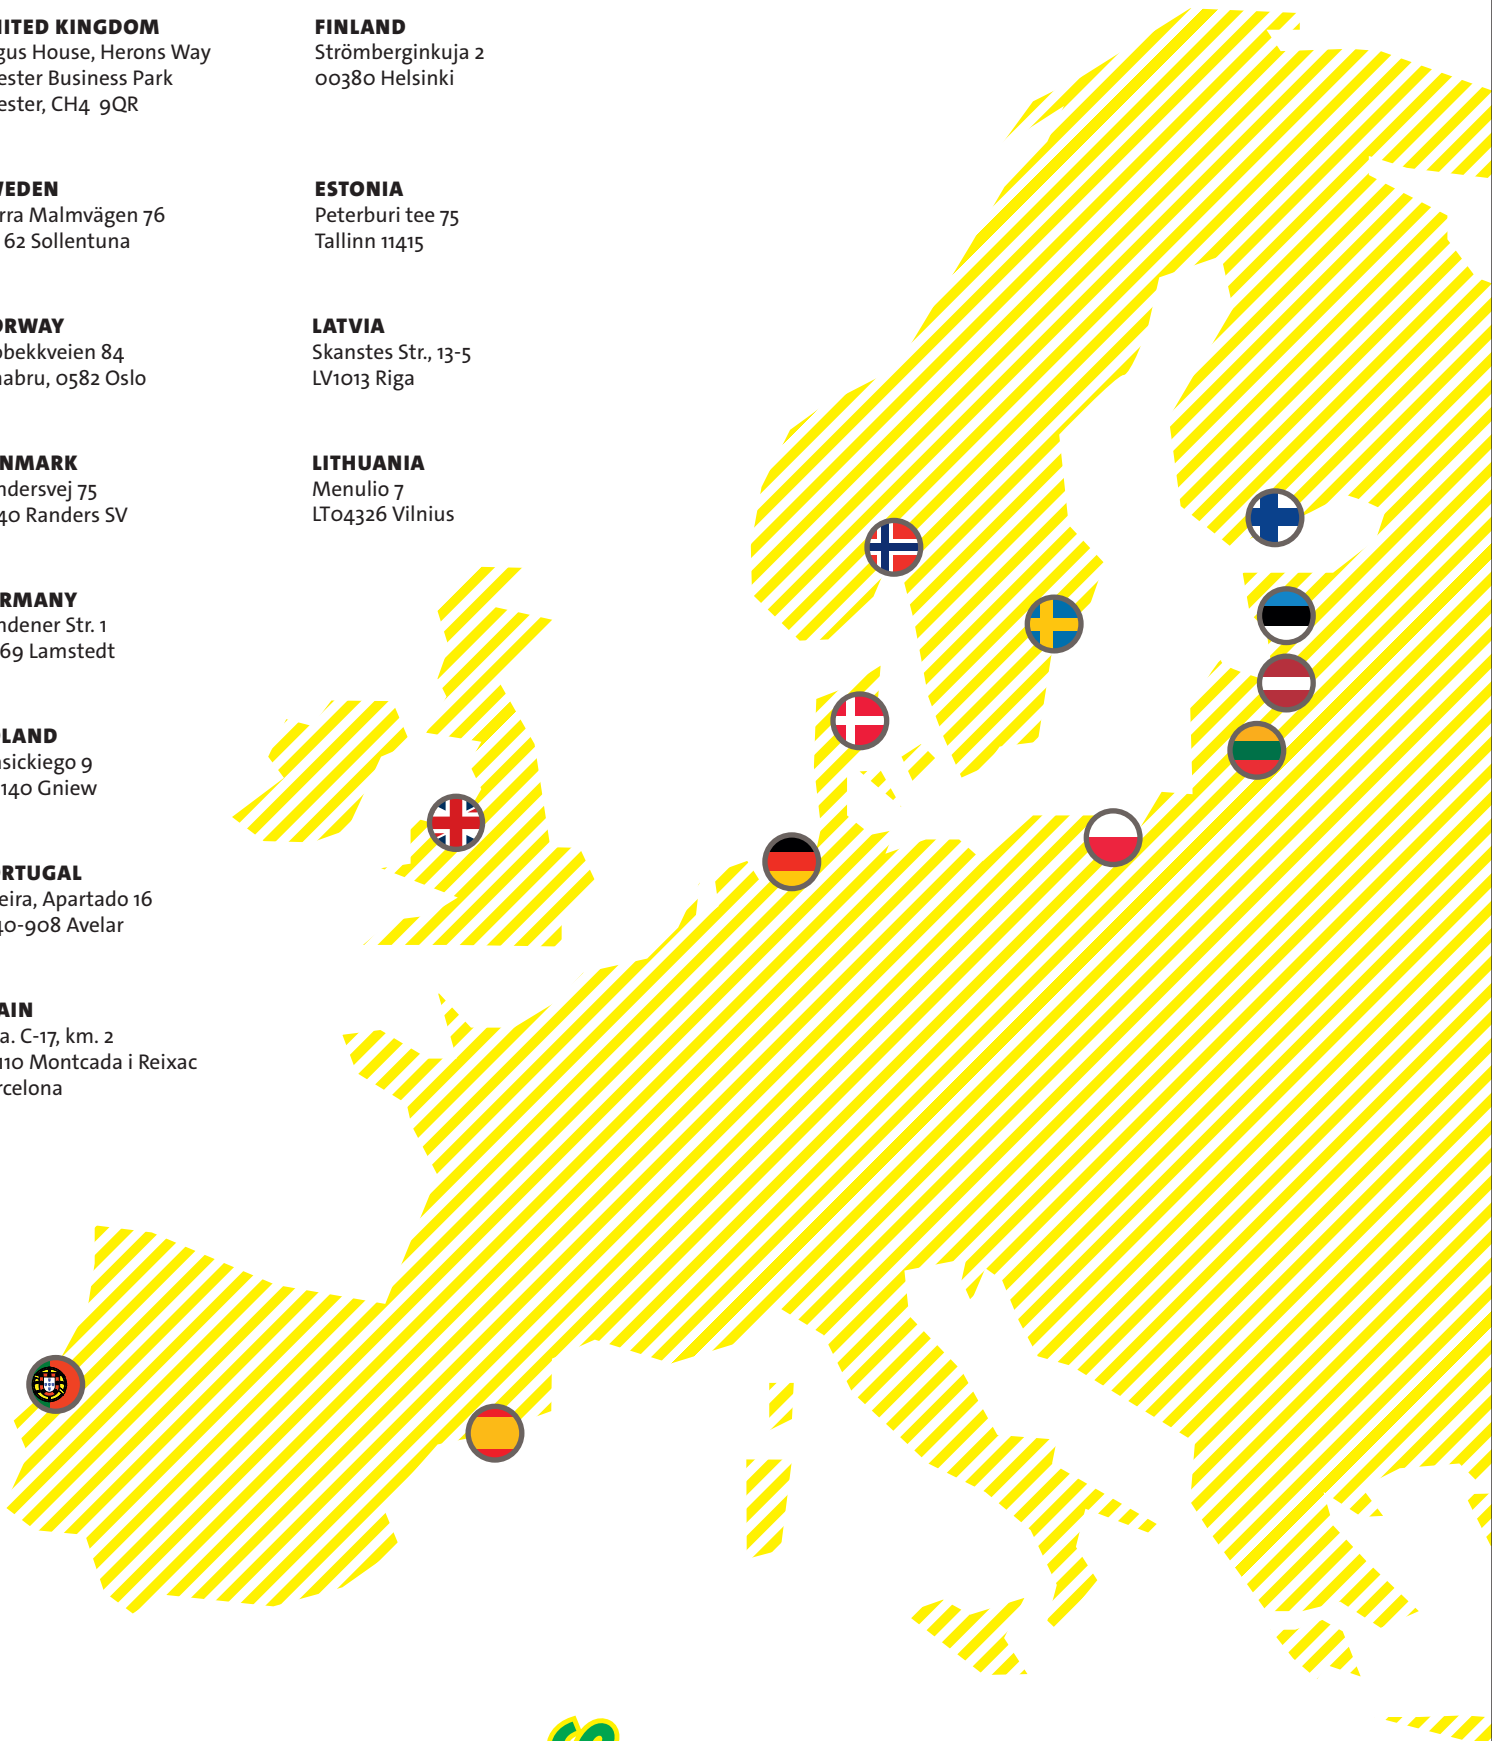 NITED KINGDOM
gus House, Herons Way
ester Business Park
ester, CH4 9QR
WEDEN
rra Malmvägen 76
62 Sollentuna
ORWAY
bekkveien 84
abru, 0582 Oslo
NMARK
ndersvej 75
40 Randers SV
RMANY
ndener Str. 1
69 Lamstedt
LAND
sickiego 9
140 Gniew
RTUGAL
eira, Apartado 16
40-908 Avelar
AIN
a. C-17, km. 2
110 Montcada i Reixac
rcelona
FINLAND
Strömberginkuja 2
00380 Helsinki
ESTONIA
Peterburi tee 75
Tallinn 11415
LATVIA
Skanstes Str., 13-5
LV1013 Riga
LITHUANIA
Menulio 7
LT04326 Vilnius